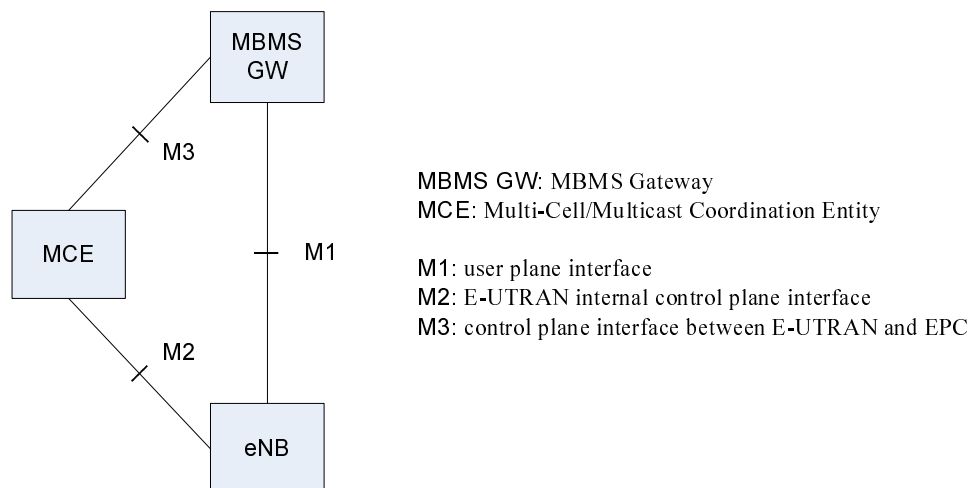 MBMS
GW
M3
MCE
M1
M2
eNB
MBMS GW: MBMS Gateway
MCE: Multi-Cell/Multicast Coordination Entity
M1: user plane interface
M2: E-UTRAN internal control plane interface
M3: control plane interface between E-UTRAN and EPC